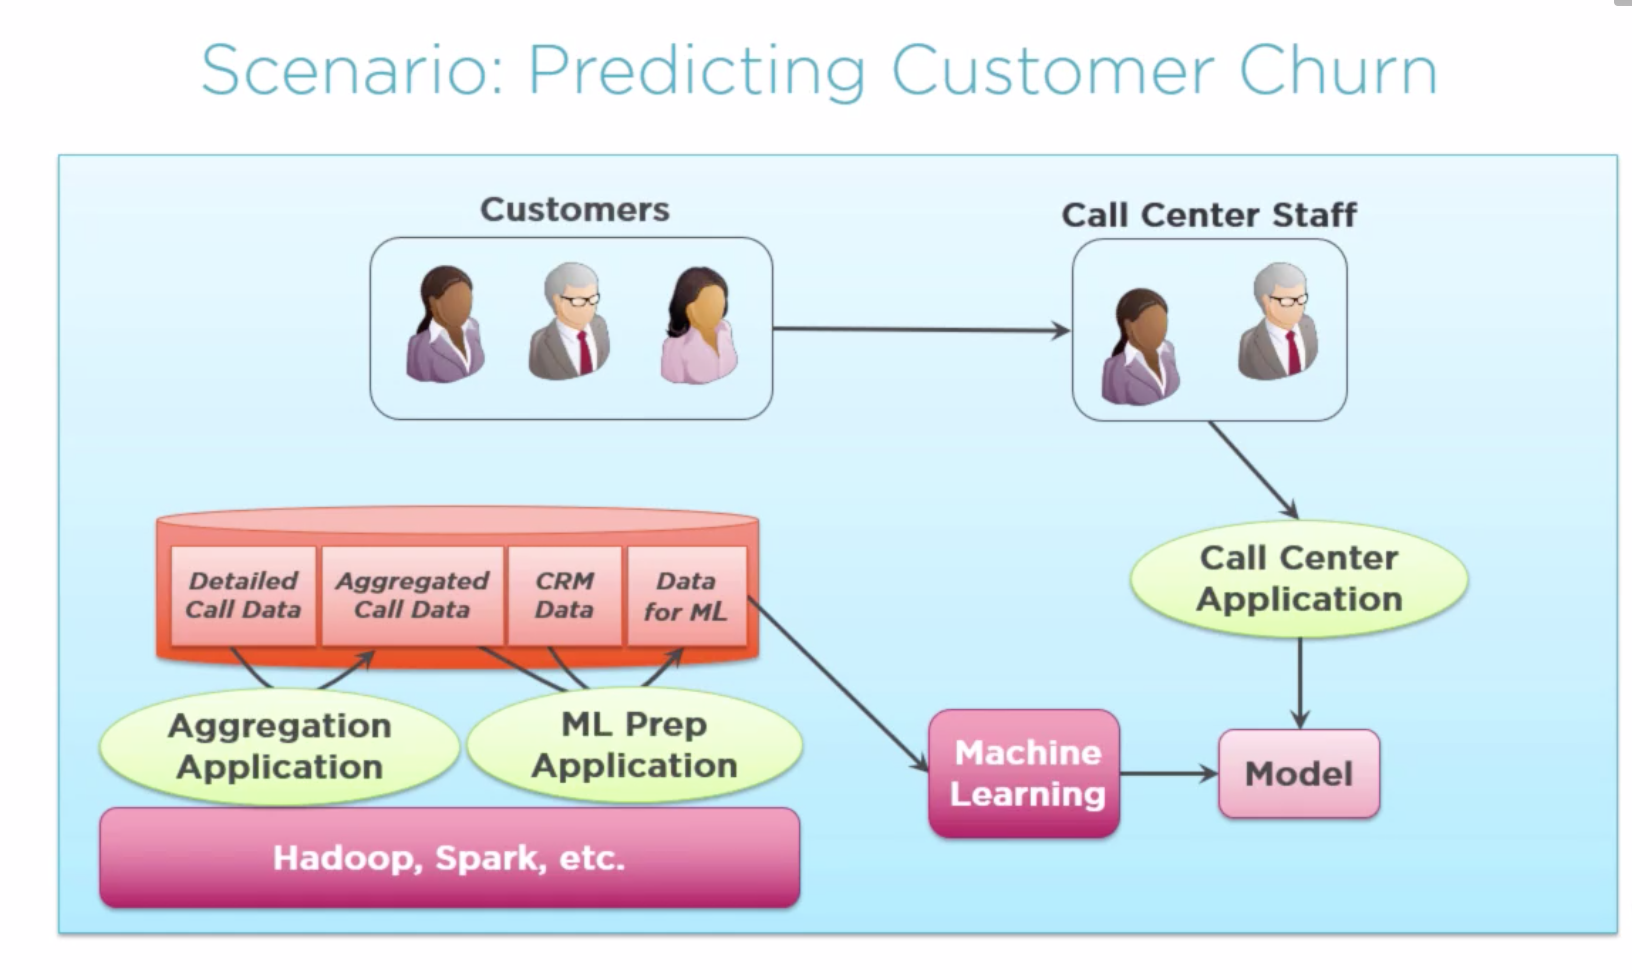 Scenario: Predicting Customer Churn
Customers
Call Center Staff
Detailed
Call Data
Aggregated
Call Data
CRM
Data
Data
for ML
Call Center
Application
Aggregation
Application
ML Prep
Application
Machine
Learning
Model
Hadoop, Spark, etc.